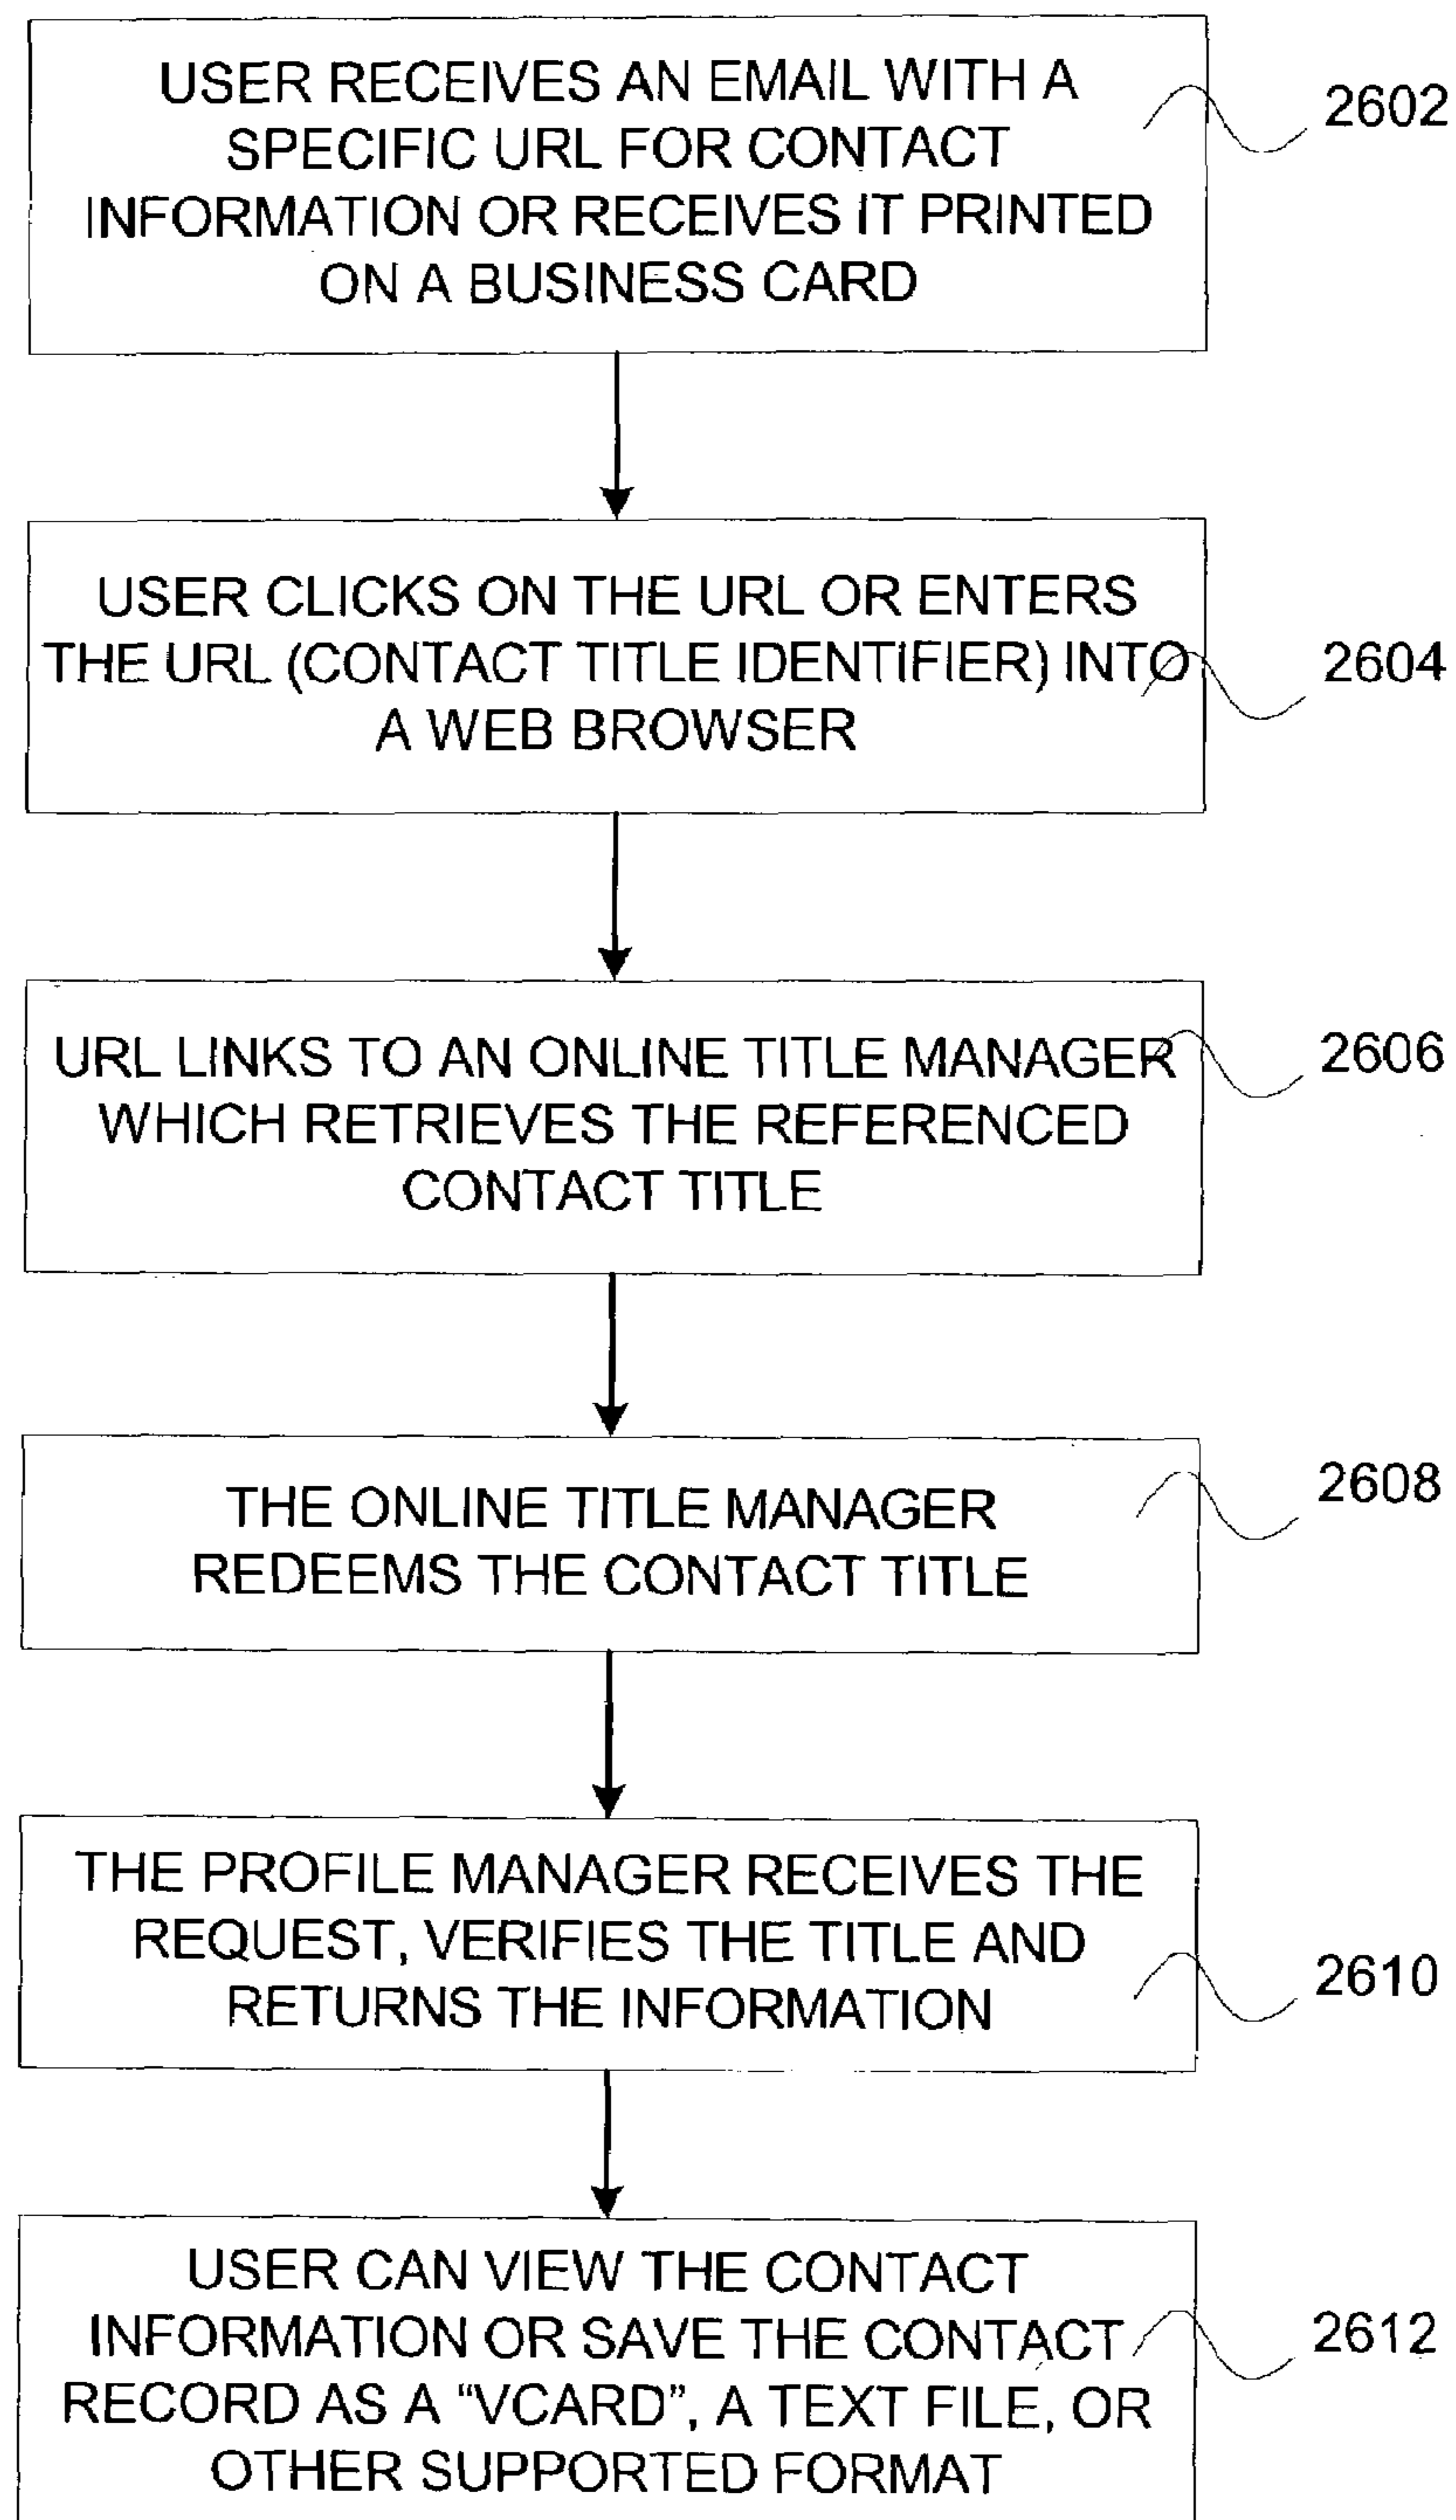 USER RECEIVES AN EMAIL WITH A
SPECIFIC URL FOR CONTACT
INFORMATION OR RECEIVES IT PRINTED
ON A BUSINESS CARD
2602
USER CLICKS ON THE URL OR ENTERS
THE URL (CONTACT TITLE IDENTIFIER) INTO
A WEB BROWSER
2604
URL LINKS TO AN ONLINE TITLE MANAGER
WHICH RETRIEVES THE REFERENCED
CONTACT TITLE
2606
THE ONLINE TITLE MANAGER
REDEEMS THE CONTACT TITLE
2608
THE PROFILE MANAGER RECEIVES THE
REQUEST, VERIFIES THE TITLE AND
RETURNS THE INFORMATION
2610
USER CAN VIEW THE CONTACT
INFORMATION OR SAVE THE CONTACT
RECORD AS A “VCARD”, A TEXT FILE, OR
OTHER SUPPORTED FORMAT
2612